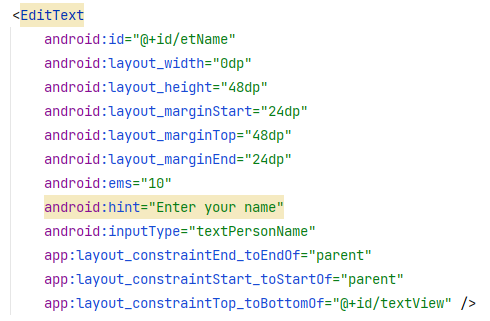 <EditText
android:id="@+id/etName"
android:layout_width="0dp"
android:layout_height="48dp"
android:layout_marginStart="24dp"
android:layout_marginTop="48dp"
android:layout_marginEnd="24dp"
android:ems="10"
android:hint="Enter your name"
android:inputType="textPersonName"
app:layout_constraintEnd_toEndOf="parent"
app:layout_constraintStart_toStartOf="parent"
app:layout_constraintTop_toBottomOf="@+id/textView" />